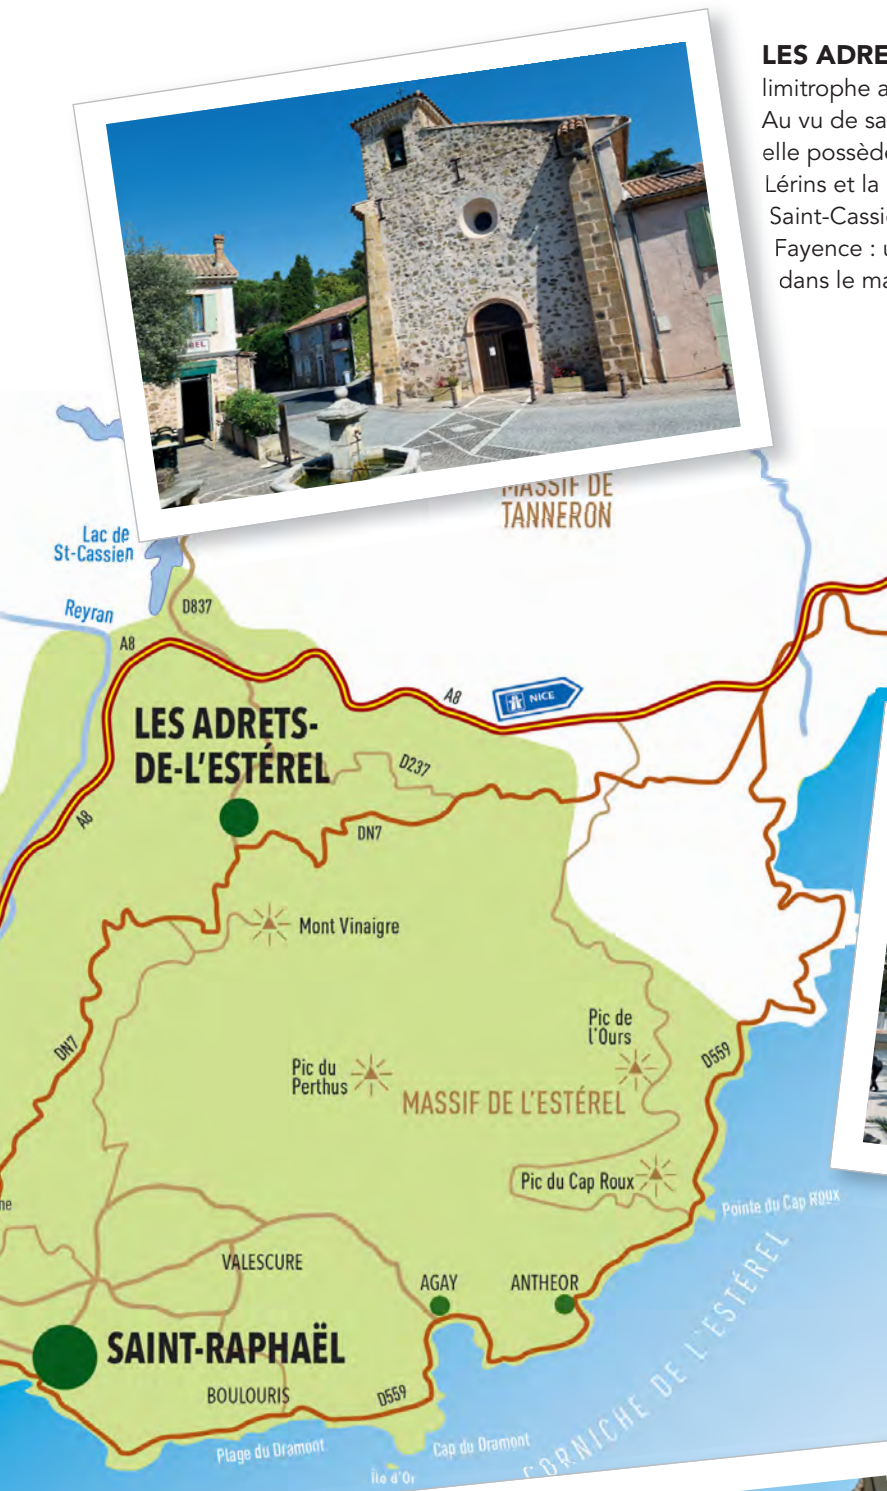 LES ADRE
limitrophe a
Au vu de sa
elle possède
Lérins et la
Saint-Cassie
Fayence : u
dans le ma
REL
MASSIF DE
TANNERON
Lac de
St-Cassien
Reyran
D837
A8
A8
NICE
LES ADRETS-
DE-L'ESTÉREL
D237
A8
DN7
Mont Vinaigre
Pic de
l'Ours
DN7
D559
Pic du
Perthus
MASSIF DE L'ESTÉREL
Pic du Cap Roux
ne
Pointe du Cap Roux
VALESCURE
AGAY
ANTHEOR
SAINT-RAPHAËL
BOULOURIS
D559
CORNICHE DE L'ESTÉREL
Plage du Dramont
Cap du Dramont
Île d'Or